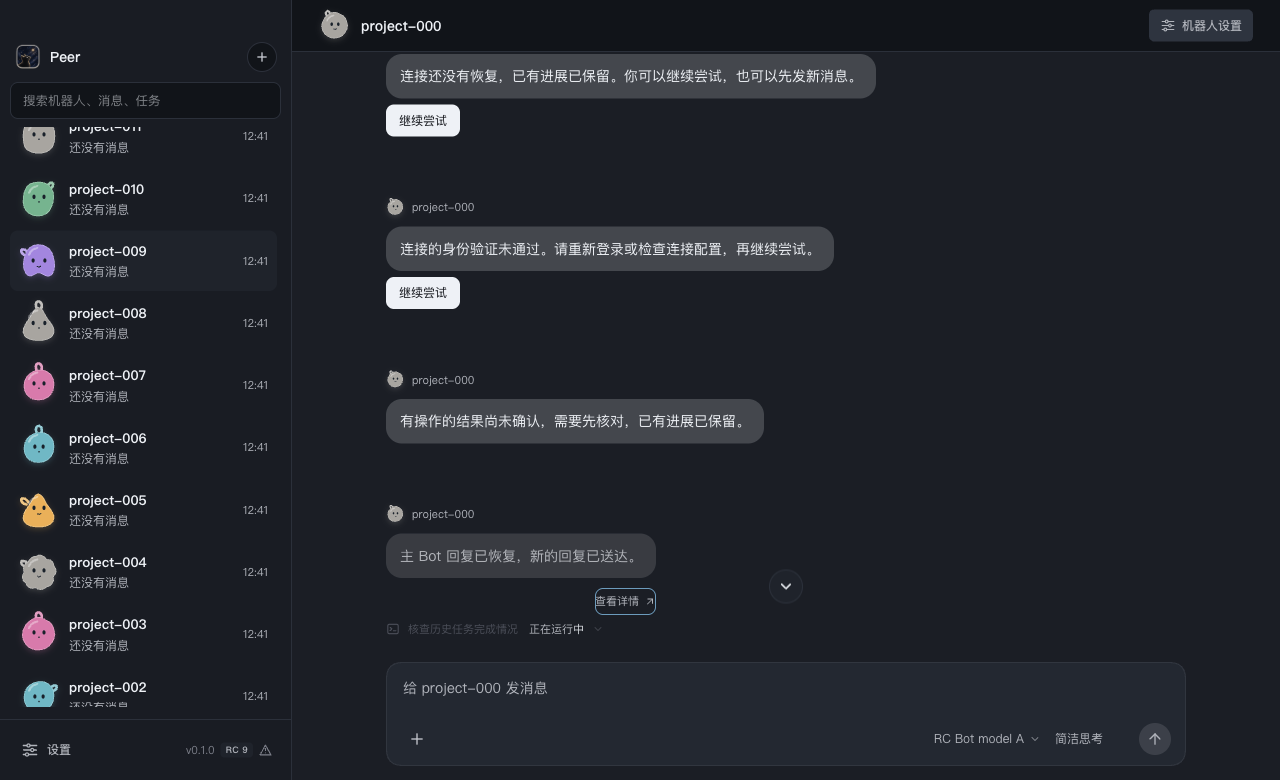 Peer
搜索机器人、消息、任务
project-011
12:41
还没有消息
project-010
12:41
还没有消息
project-009
12:41
还没有消息
project-008
12:41
还没有消息
project-007
12:41
还没有消息
project-006
12:41
还没有消息
project-005
12:41
还没有消息
project-004
12:41
还没有消息
project-003
12:41
还没有消息
project-002
12:41
还没有消息
设置
v0.1.0 RC 9
project-000
机器人设置
连接还没有恢复，已有进展已保留。你可以继续尝试，也可以先发新消息。
继续尝试
project-000
连接的身份验证未通过。请重新登录或检查连接配置，再继续尝试。
继续尝试
project-000
有操作的结果尚未确认，需要先核对，已有进展已保留。
project-000
主 Bot 回复已恢复，新的回复已送达。
查看详情
核查历史任务完成情况 正在运行中
给 project-000 发消息
RC Bot model A 简洁思考